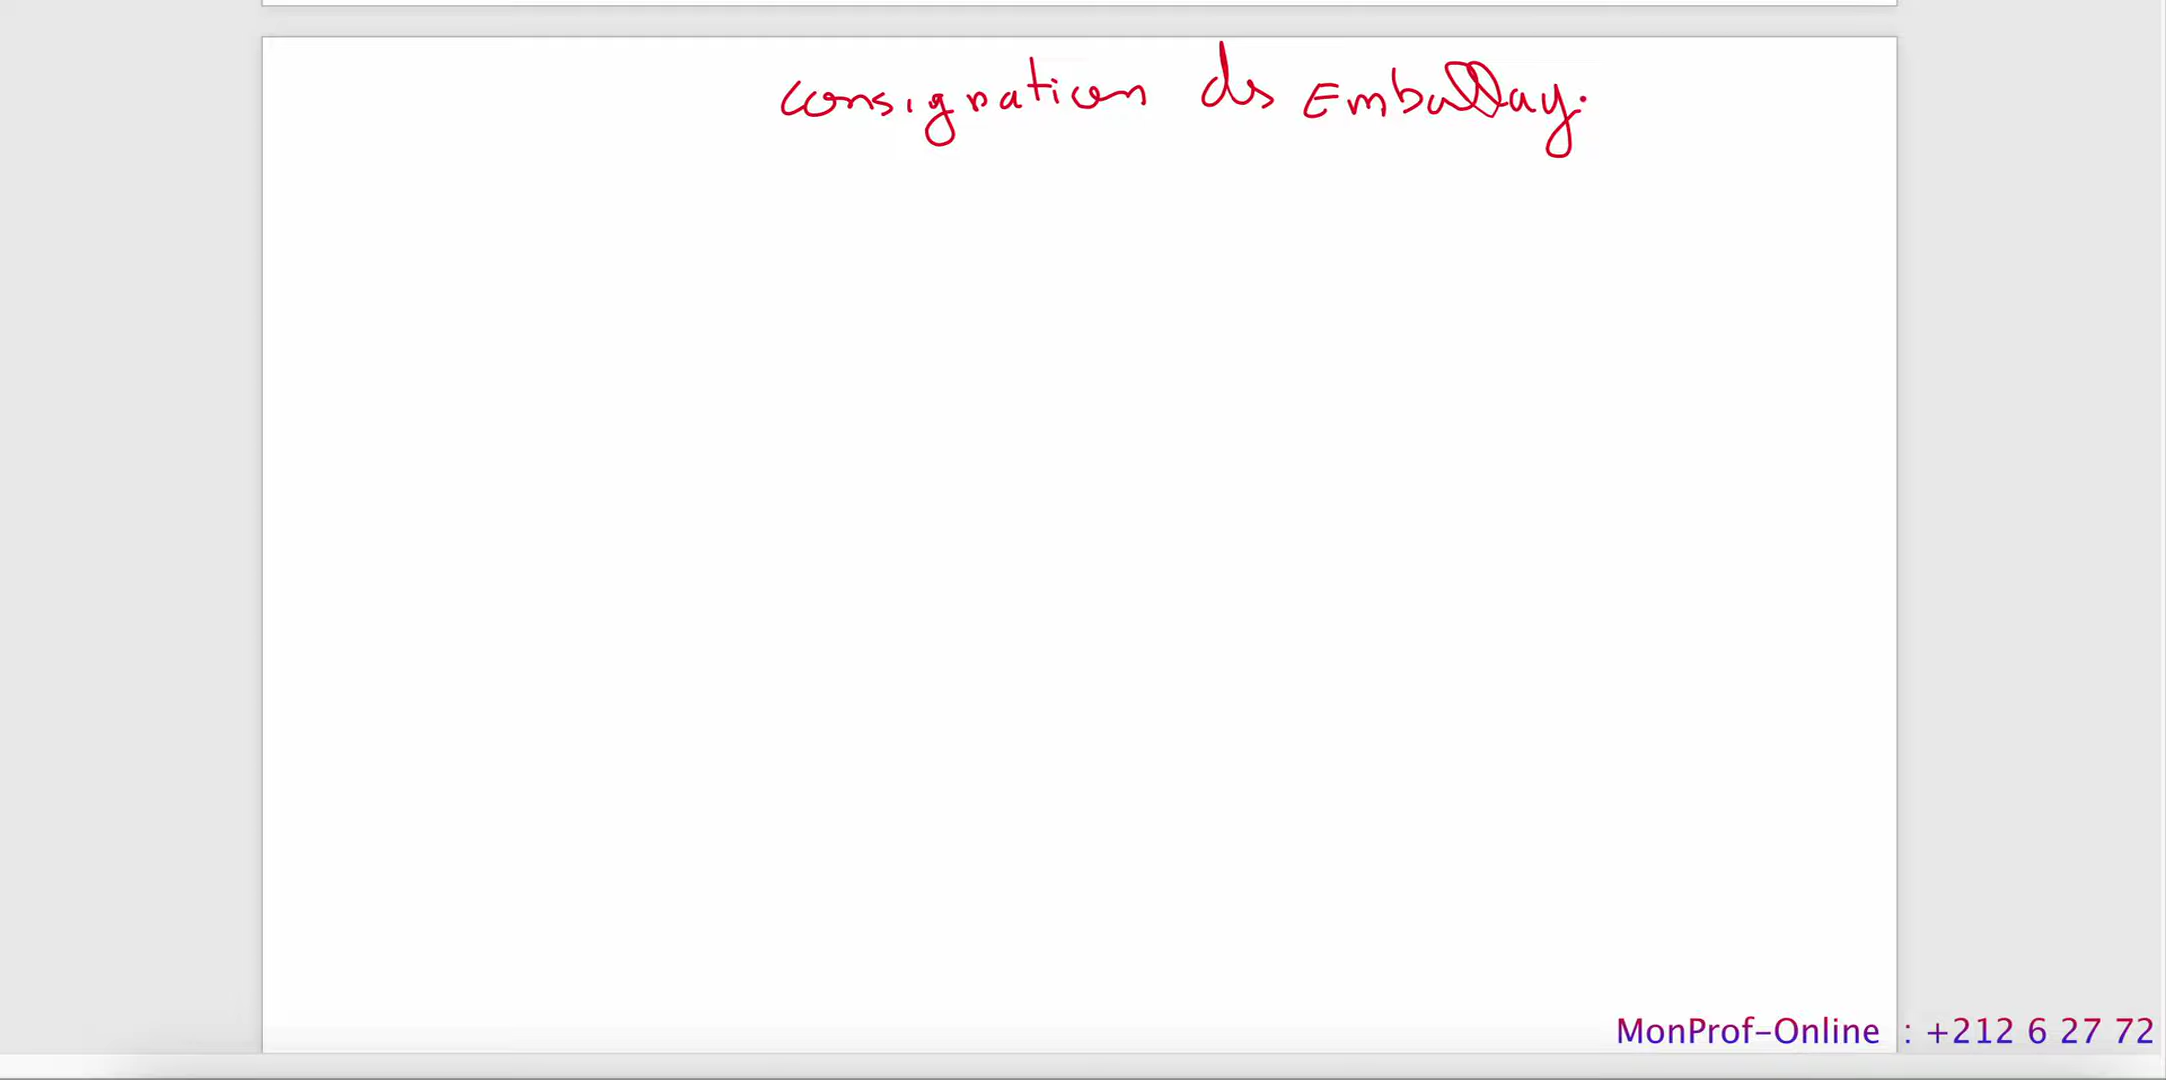 Consignation des Emballag.
MonProf-Online : +212 6 27 72